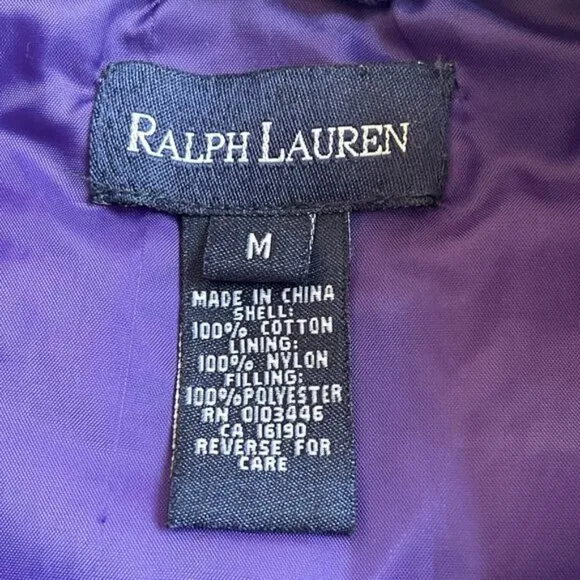 RALPH LAUREN
M
MADE IN CHINA
SHELL:
100% COTTON
LINING:
100% NYLON
FILLING:
100%POLYESTER
RN 0103446
CA 16190
REVERSE FOR
CARE